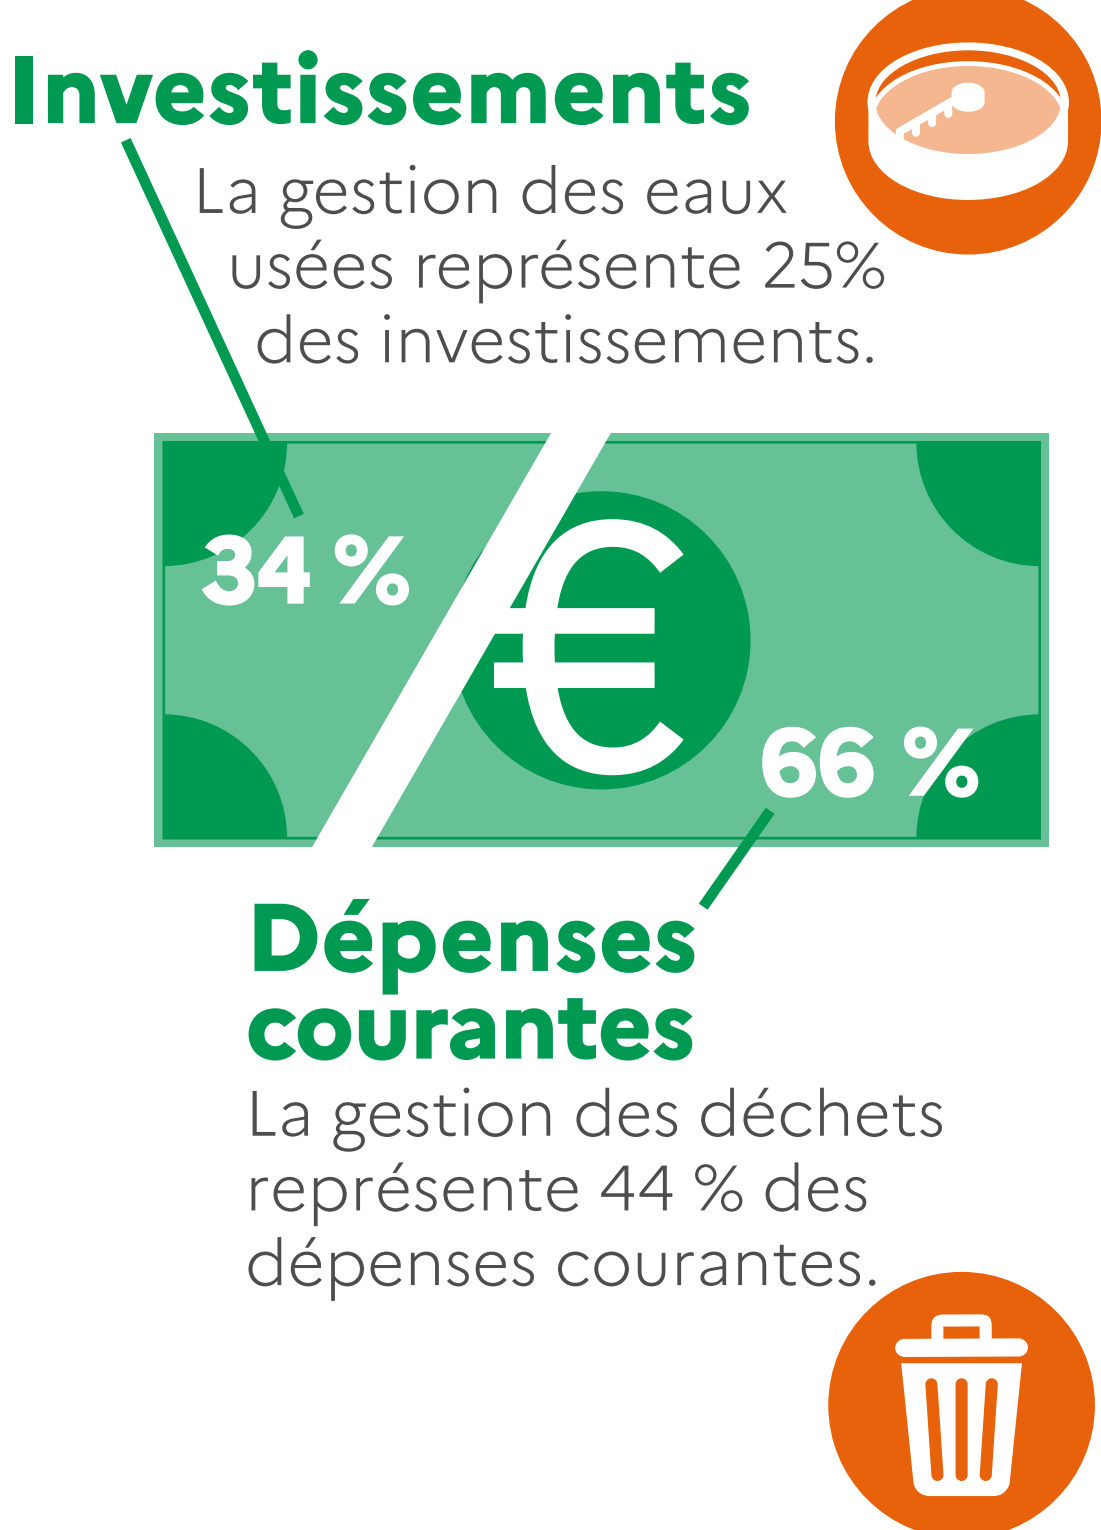 Investissements
La gestion des eaux
usées représente 25%
des investissements.
34 %
€
66 %
Dépenses
courantes
La gestion des déchets
représente 44 % des
dépenses courantes.